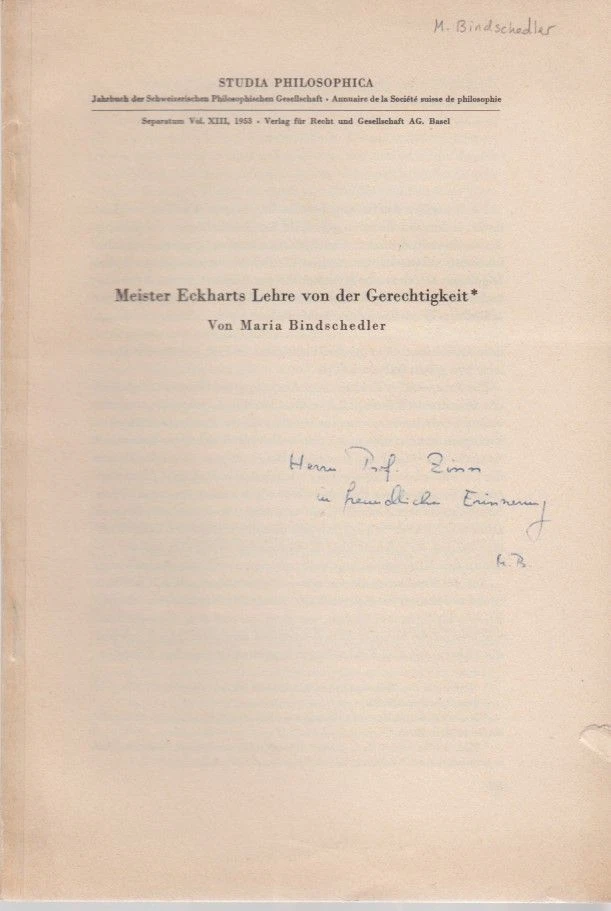 M. Bindschedler
STUDIA PHILOSOPHICA
Jahrbuch der Schweizerischen Philosophischen Gesellschaft · Annuaire de la Société suisse de philosophie
Separatum Vol. XIII, 1953 · Verlag für Recht und Gesellschaft AG. Basel
Meister Eckharts Lehre von der Gerechtigkeit*
Von Maria Bindschedler
Herrn Prof. Zinn
in freundlicher Erinnerung
M. B.